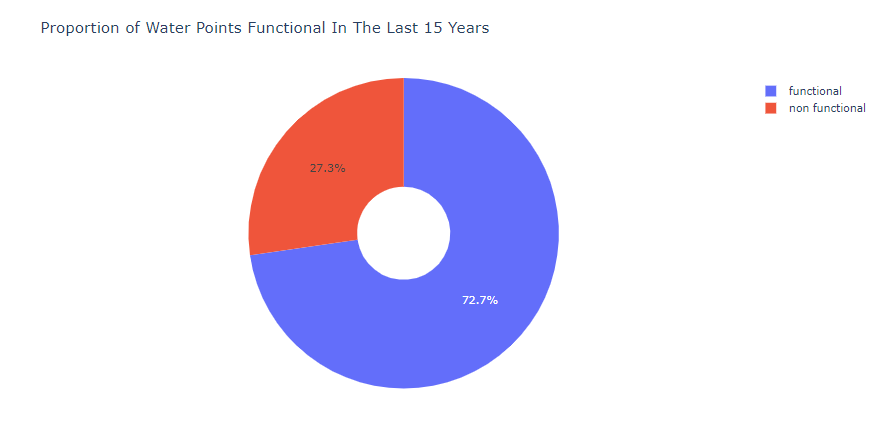 Proportion of Water Points Functional In The Last 15 Years
functional
non functional
27.3%
72.7%